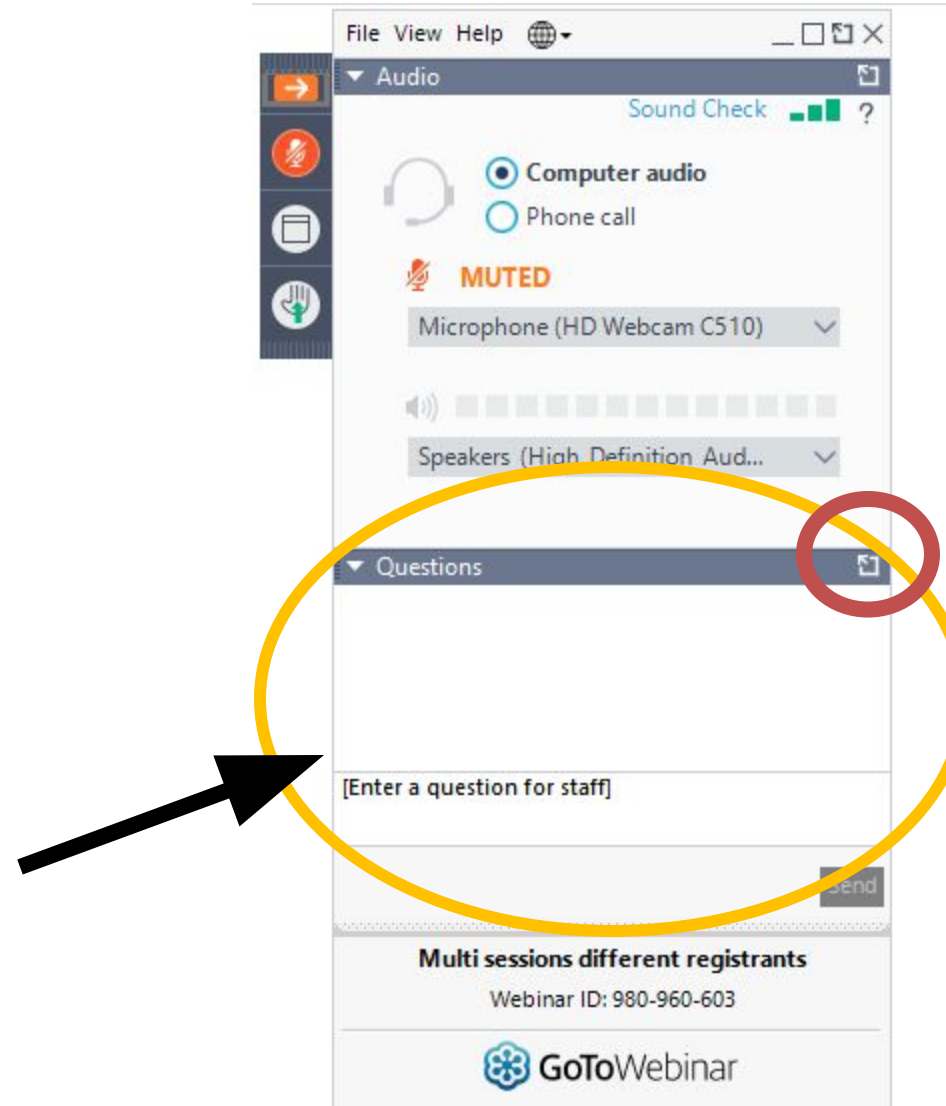 File View Help
Audio
Sound Check ?
Computer audio
Phone call
MUTED
Microphone (HD Webcam C510)
Speakers (High Definition Aud...
Questions
[Enter a question for staff]
Send
Multi sessions different registrants
Webinar ID: 980-960-603
GoToWebinar